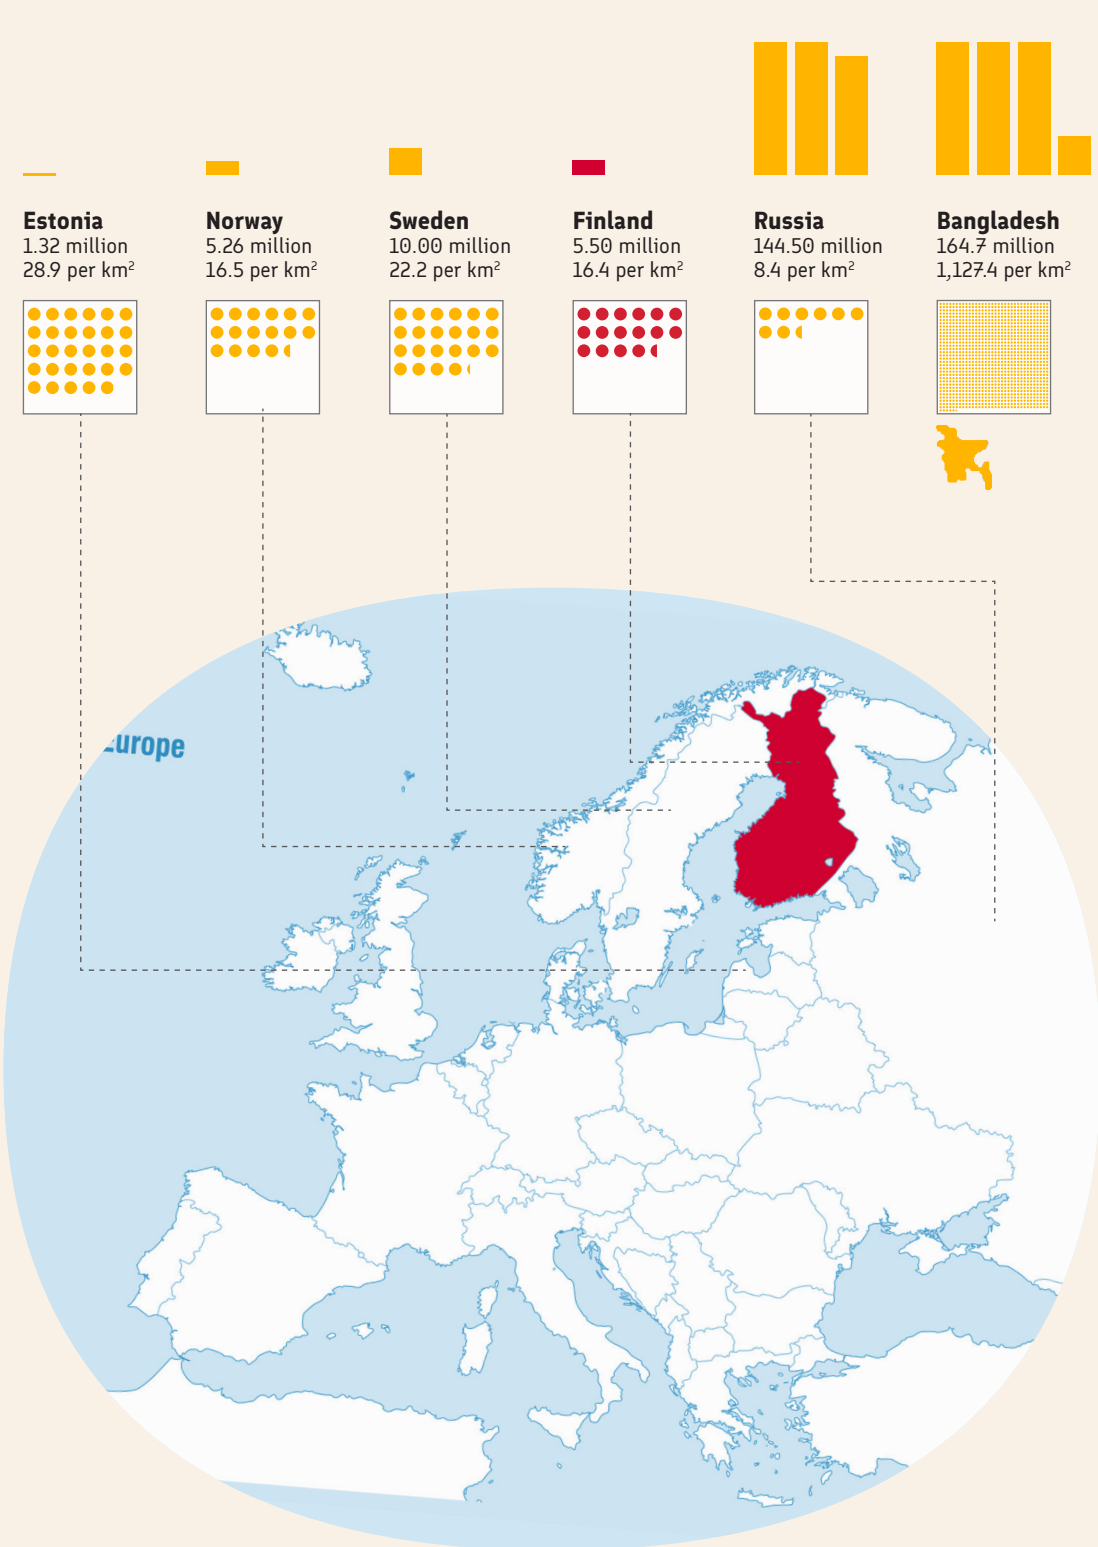 Estonia
1.32 million
28.9 per km²
Norway
5.26 million
16.5 per km²
Sweden
10.00 million
22.2 per km²
Finland
5.50 million
16.4 per km²
Russia
144.50 million
8.4 per km²
Bangladesh
164.7 million
1,127.4 per km²
Europe